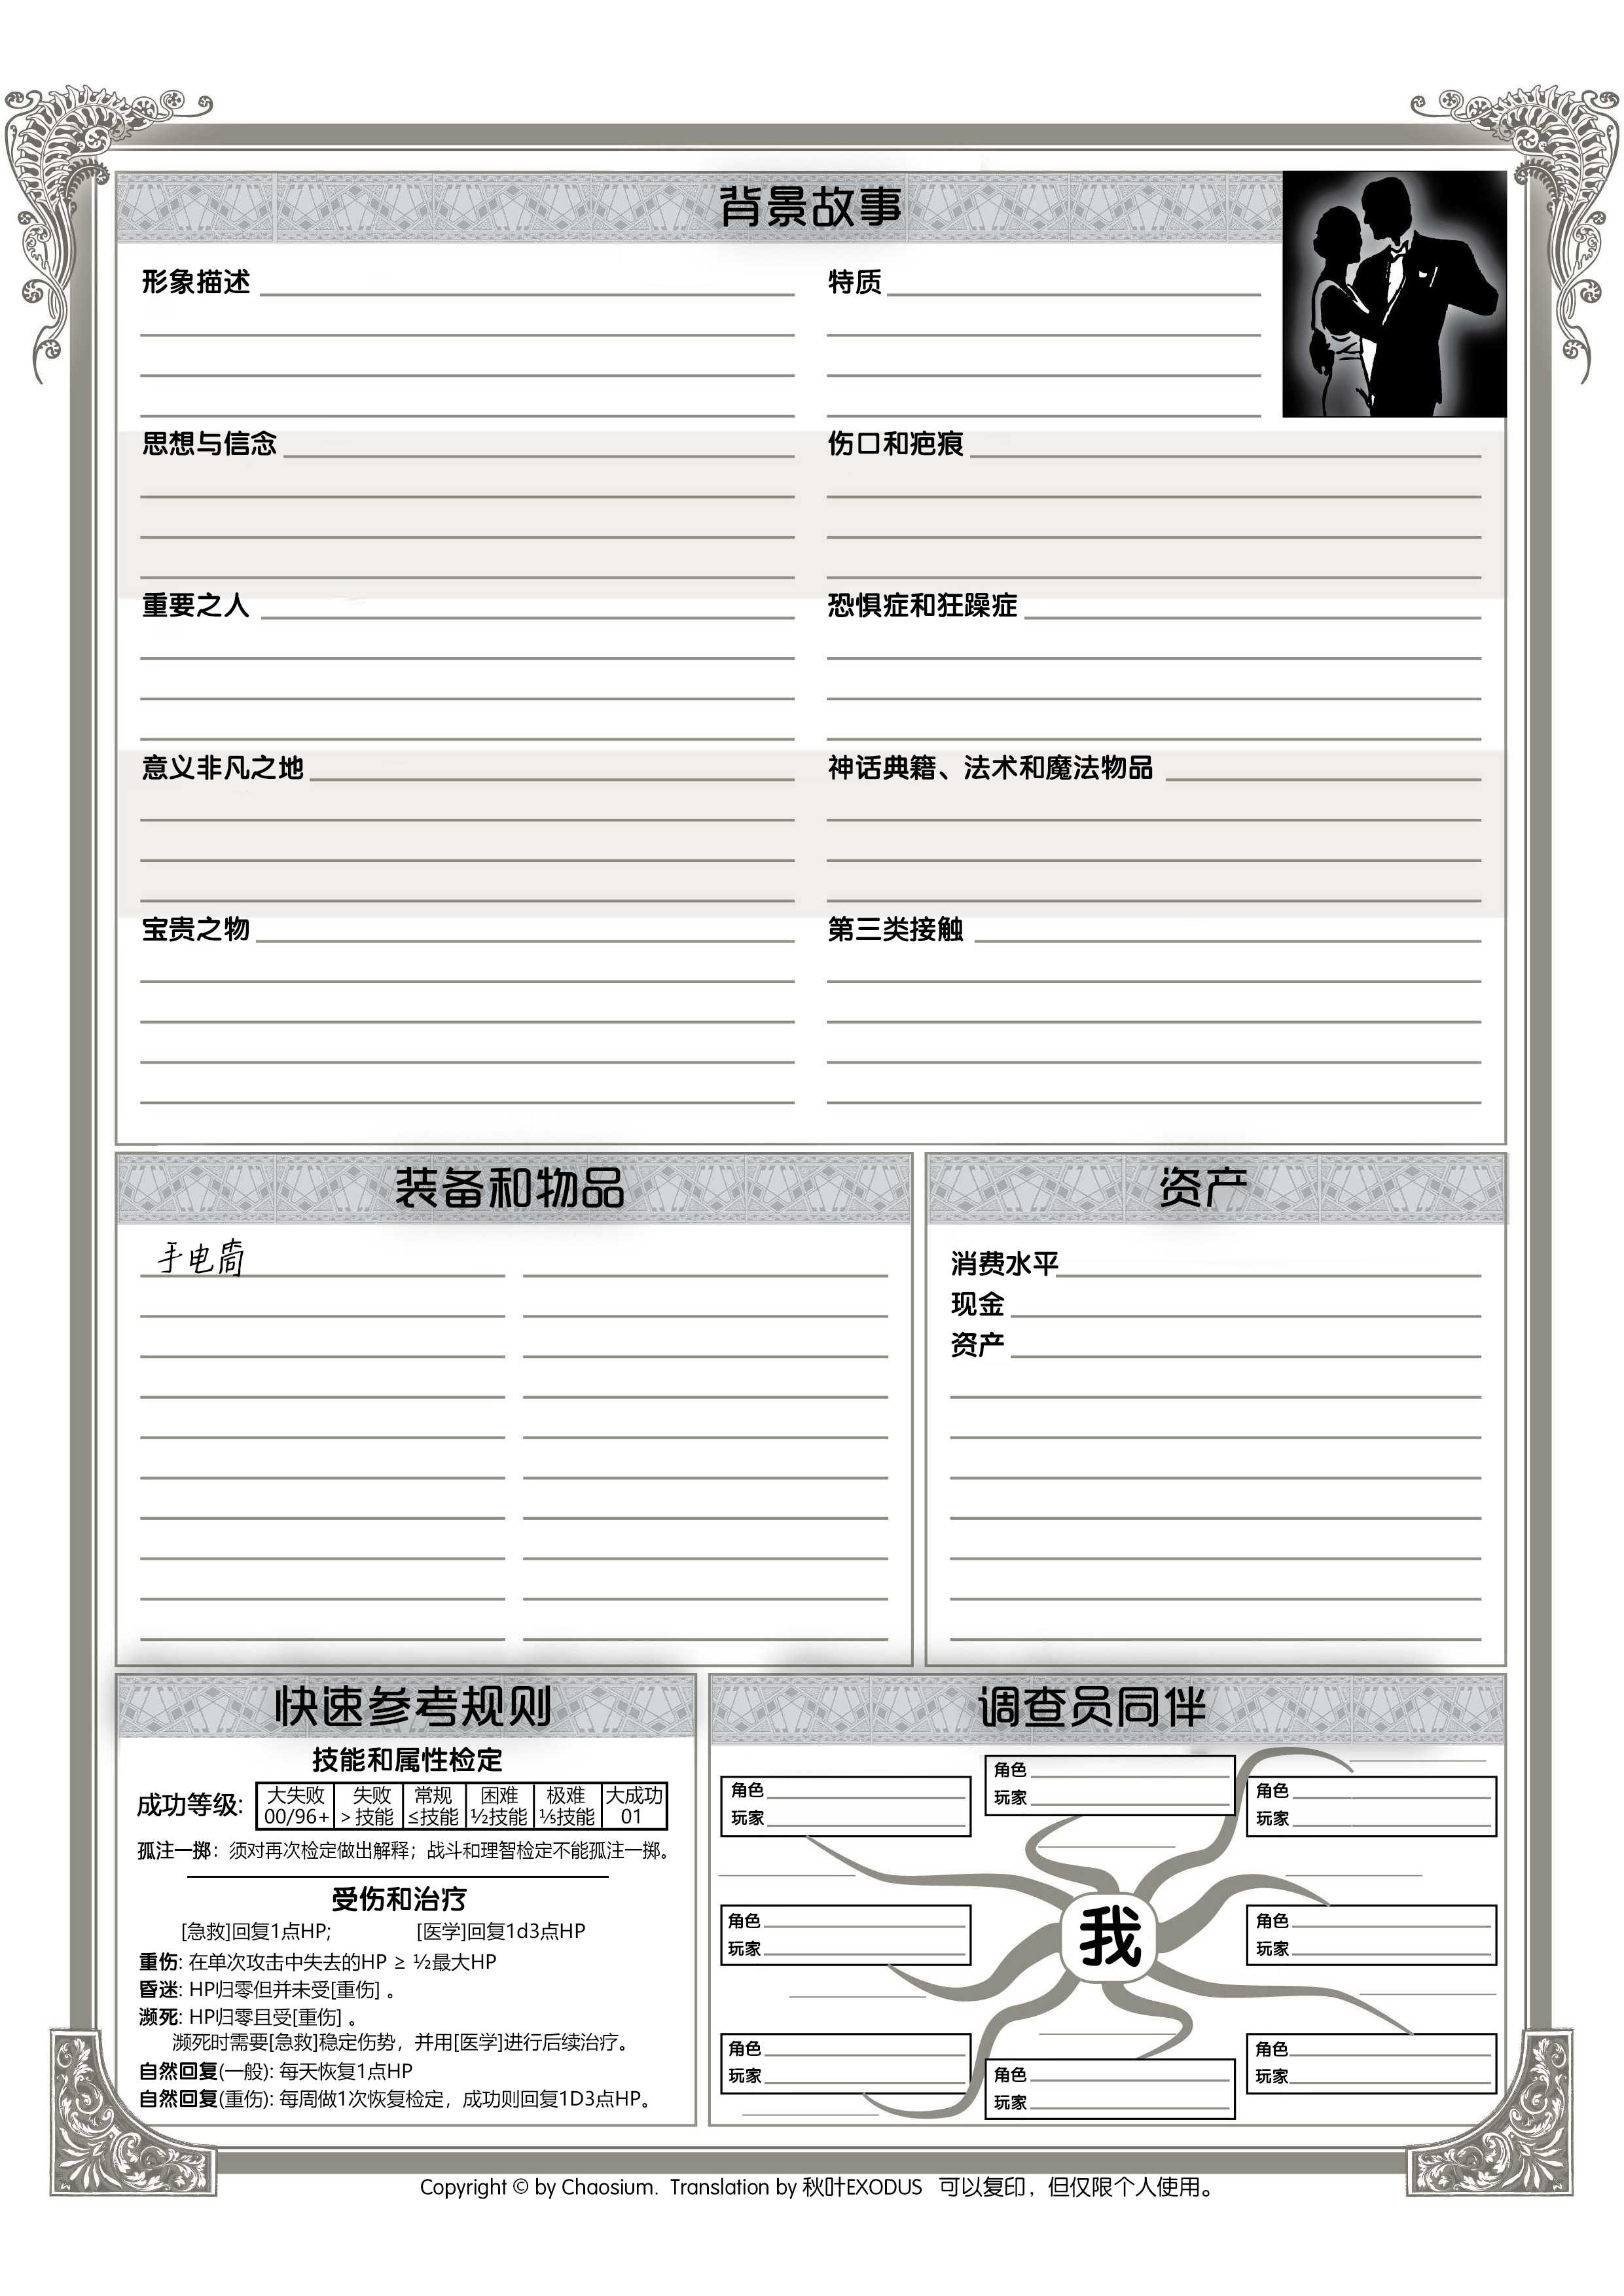 背景故事
形象描述
特质
思想与信念
伤口和疤痕
重要之人
恐惧症和狂躁症
意义非凡之地
神话典籍、法术和魔法物品
宝贵之物
第三类接触
装备和物品
手电筒
资产
消费水平
现金
资产
快速参考规则
技能和属性检定
成功等级:
大失败 失败 常规 困难 极难 大成功
00/96+ > 技能 ≤技能 ½技能 ⅕技能 01
孤注一掷：须对再次检定做出解释；战斗和理智检定不能孤注一掷。
受伤和治疗
[急救]回复1点HP; [医学]回复1d3点HP
重伤: 在单次攻击中失去的HP ≥ ½最大HP
昏迷: HP归零但并未受[重伤] 。
濒死: HP归零且受[重伤] 。
濒死时需要[急救]稳定伤势，并用[医学]进行后续治疗。
自然回复(一般): 每天恢复1点HP
自然回复(重伤): 每周做1次恢复检定，成功则回复1D3点HP。
调查员同伴
角色
玩家
角色
玩家
角色
玩家
角色
玩家
我
角色
玩家
角色
玩家
角色
玩家
角色
玩家
Copyright © by Chaosium. Translation by 秋叶EXODUS 可以复印，但仅限个人使用。